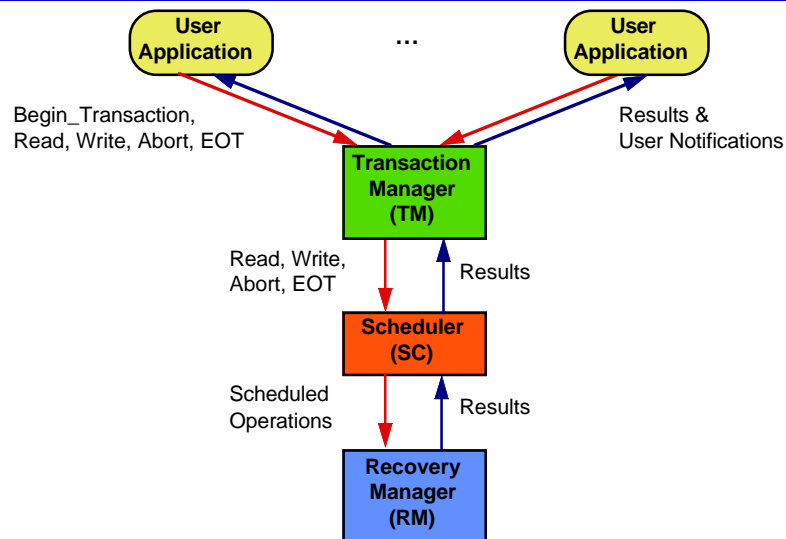 User
Application
...
User
Application
Begin_Transaction,
Read, Write, Abort, EOT
Results &
User Notifications
Transaction
Manager
(TM)
Read, Write,
Abort, EOT
Results
Scheduler
(SC)
Scheduled
Operations
Results
Recovery
Manager
(RM)